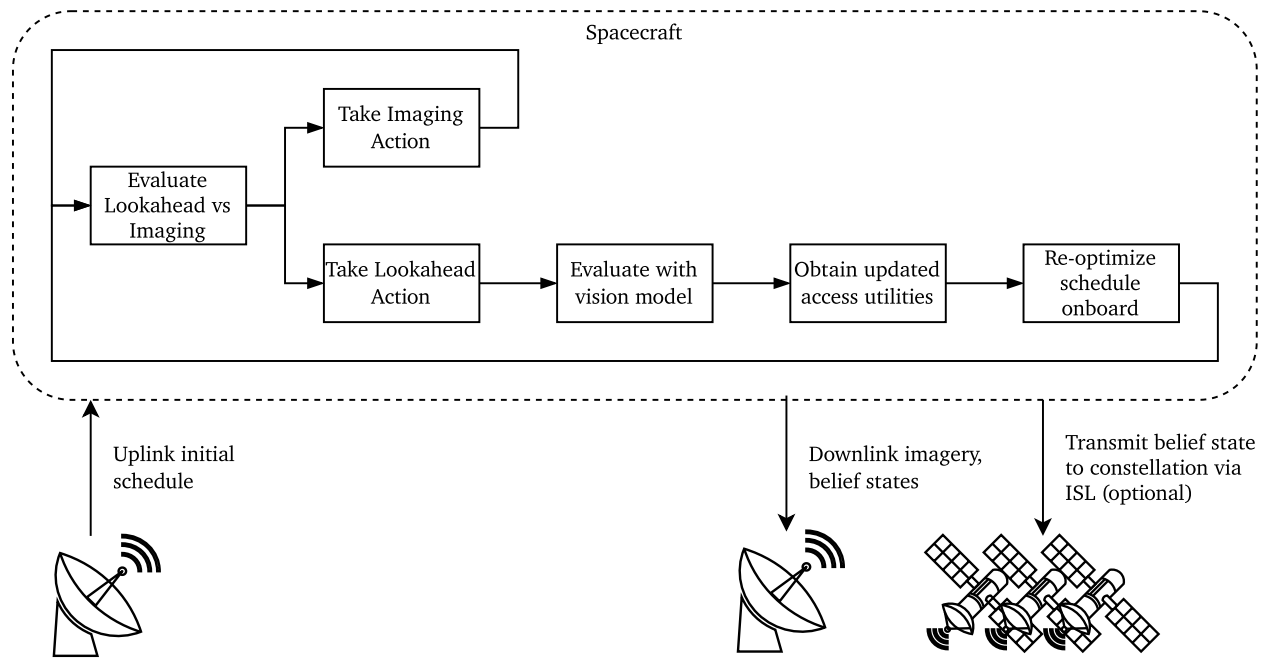 Spacecraft
Take Imaging
Action
Evaluate
Lookahead vs
Imaging
Take Lookahead
Action
Evaluate with
vision model
Obtain updated
access utilities
Re-optimize
schedule
onboard
Uplink initial
schedule
Downlink imagery,
belief states
Transmit belief state
to constellation via
ISL (optional)